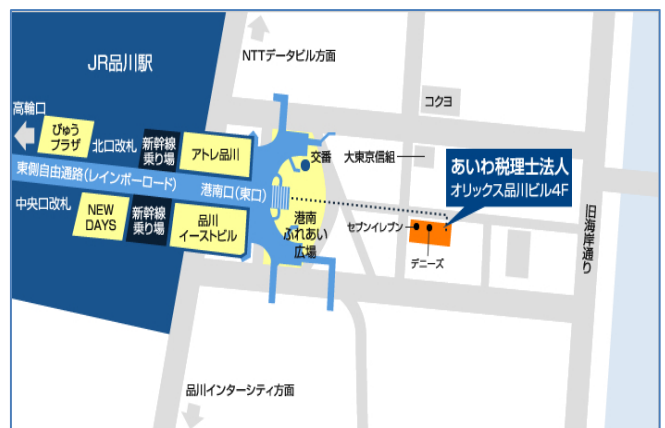 JR品川駅
NTTデータビル方面
高輪口
びゅう
プラザ
北口改札
新幹線
乗り場
アトレ品川
コクヨ
交番
大東京信組
あいわ税理士法人
オリックス品川ビル4F
東側自由通路(レインボーロード)
港南口(東口)
中央口改札
NEW
DAYS
新幹線
乗り場
品川
イーストビル
港南
ふれあい
広場
セブンイレブン
デニーズ
旧海岸通り
品川インターシティ方面